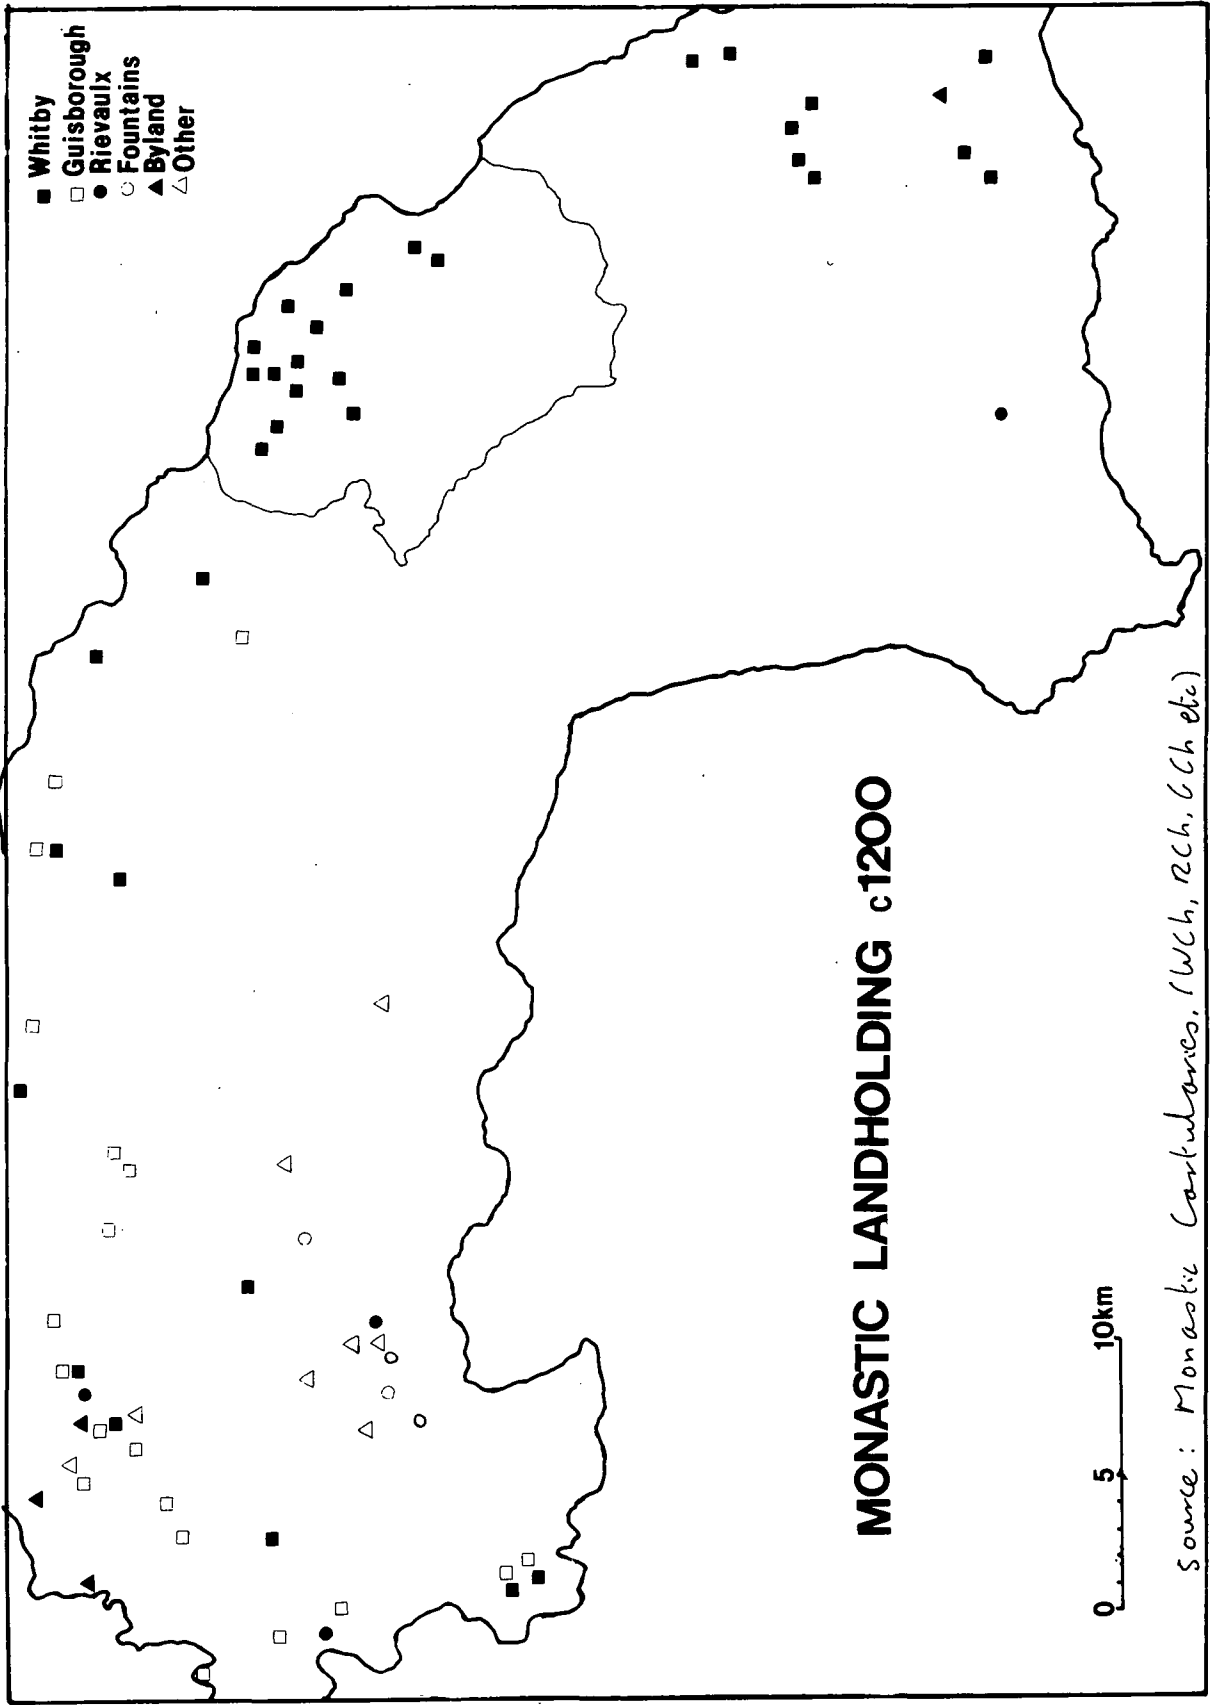 ■ Whitby
□ Guisborough
● Rievaulx
○ Fountains
▲ Byland
△ Other
MONASTIC LANDHOLDING c1200
0 5 10km
Source : Monastic Cartularies, (WCh, RCh, GCh etc)